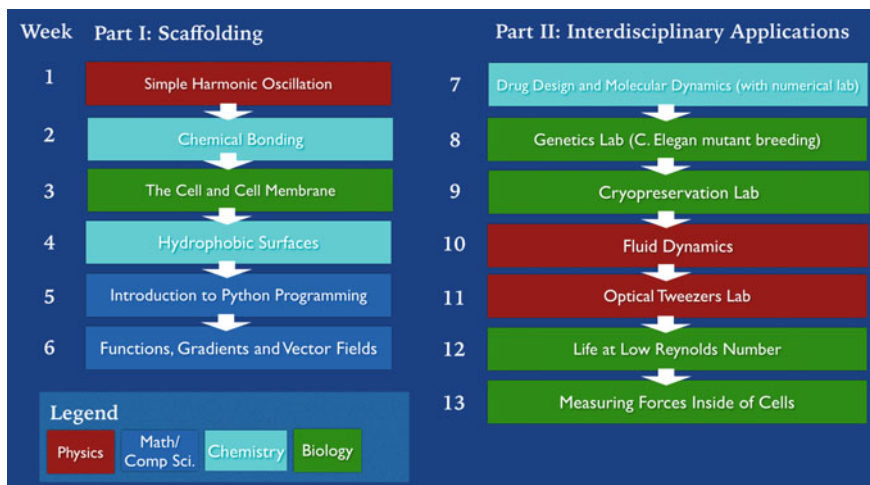 Week Part I: Scaffolding
1 Simple Harmonic Oscillation
2 Chemical Bonding
3 The Cell and Cell Membrane
4 Hydrophobic Surfaces
5 Introduction to Python Programming
6 Functions, Gradients and Vector Fields
Legend
Physics
Math/
Comp Sci.
Chemistry
Biology
Part II: Interdisciplinary Applications
7 Drug Design and Molecular Dynamics (with numerical lab)
8 Genetics Lab (C. Elegan mutant breeding)
9 Cryopreservation Lab
10 Fluid Dynamics
11 Optical Tweezers Lab
12 Life at Low Reynolds Number
13 Measuring Forces Inside of Cells